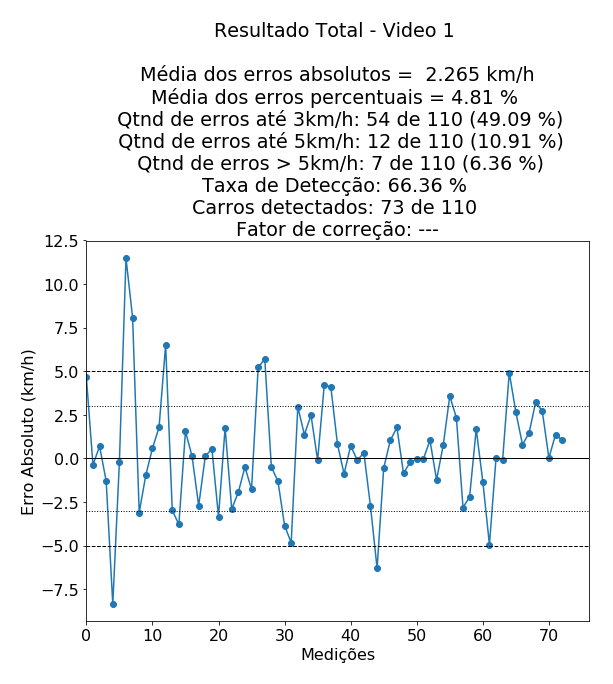 Resultado Total - Video 1
Média dos erros absolutos =  2.265 km/h
Média dos erros percentuais = 4.81 %
Qtnd de erros até 3km/h: 54 de 110 (49.09 %)
Qtnd de erros até 5km/h: 12 de 110 (10.91 %)
Qtnd de erros > 5km/h: 7 de 110 (6.36 %)
Taxa de Detecção: 66.36 %
Carros detectados: 73 de 110
Fator de correção: ---
12.5
10.0
7.5
5.0
2.5
0.0
−2.5
−5.0
−7.5
Erro Absoluto (km/h)
0 10 20 30 40 50 60 70
Medições